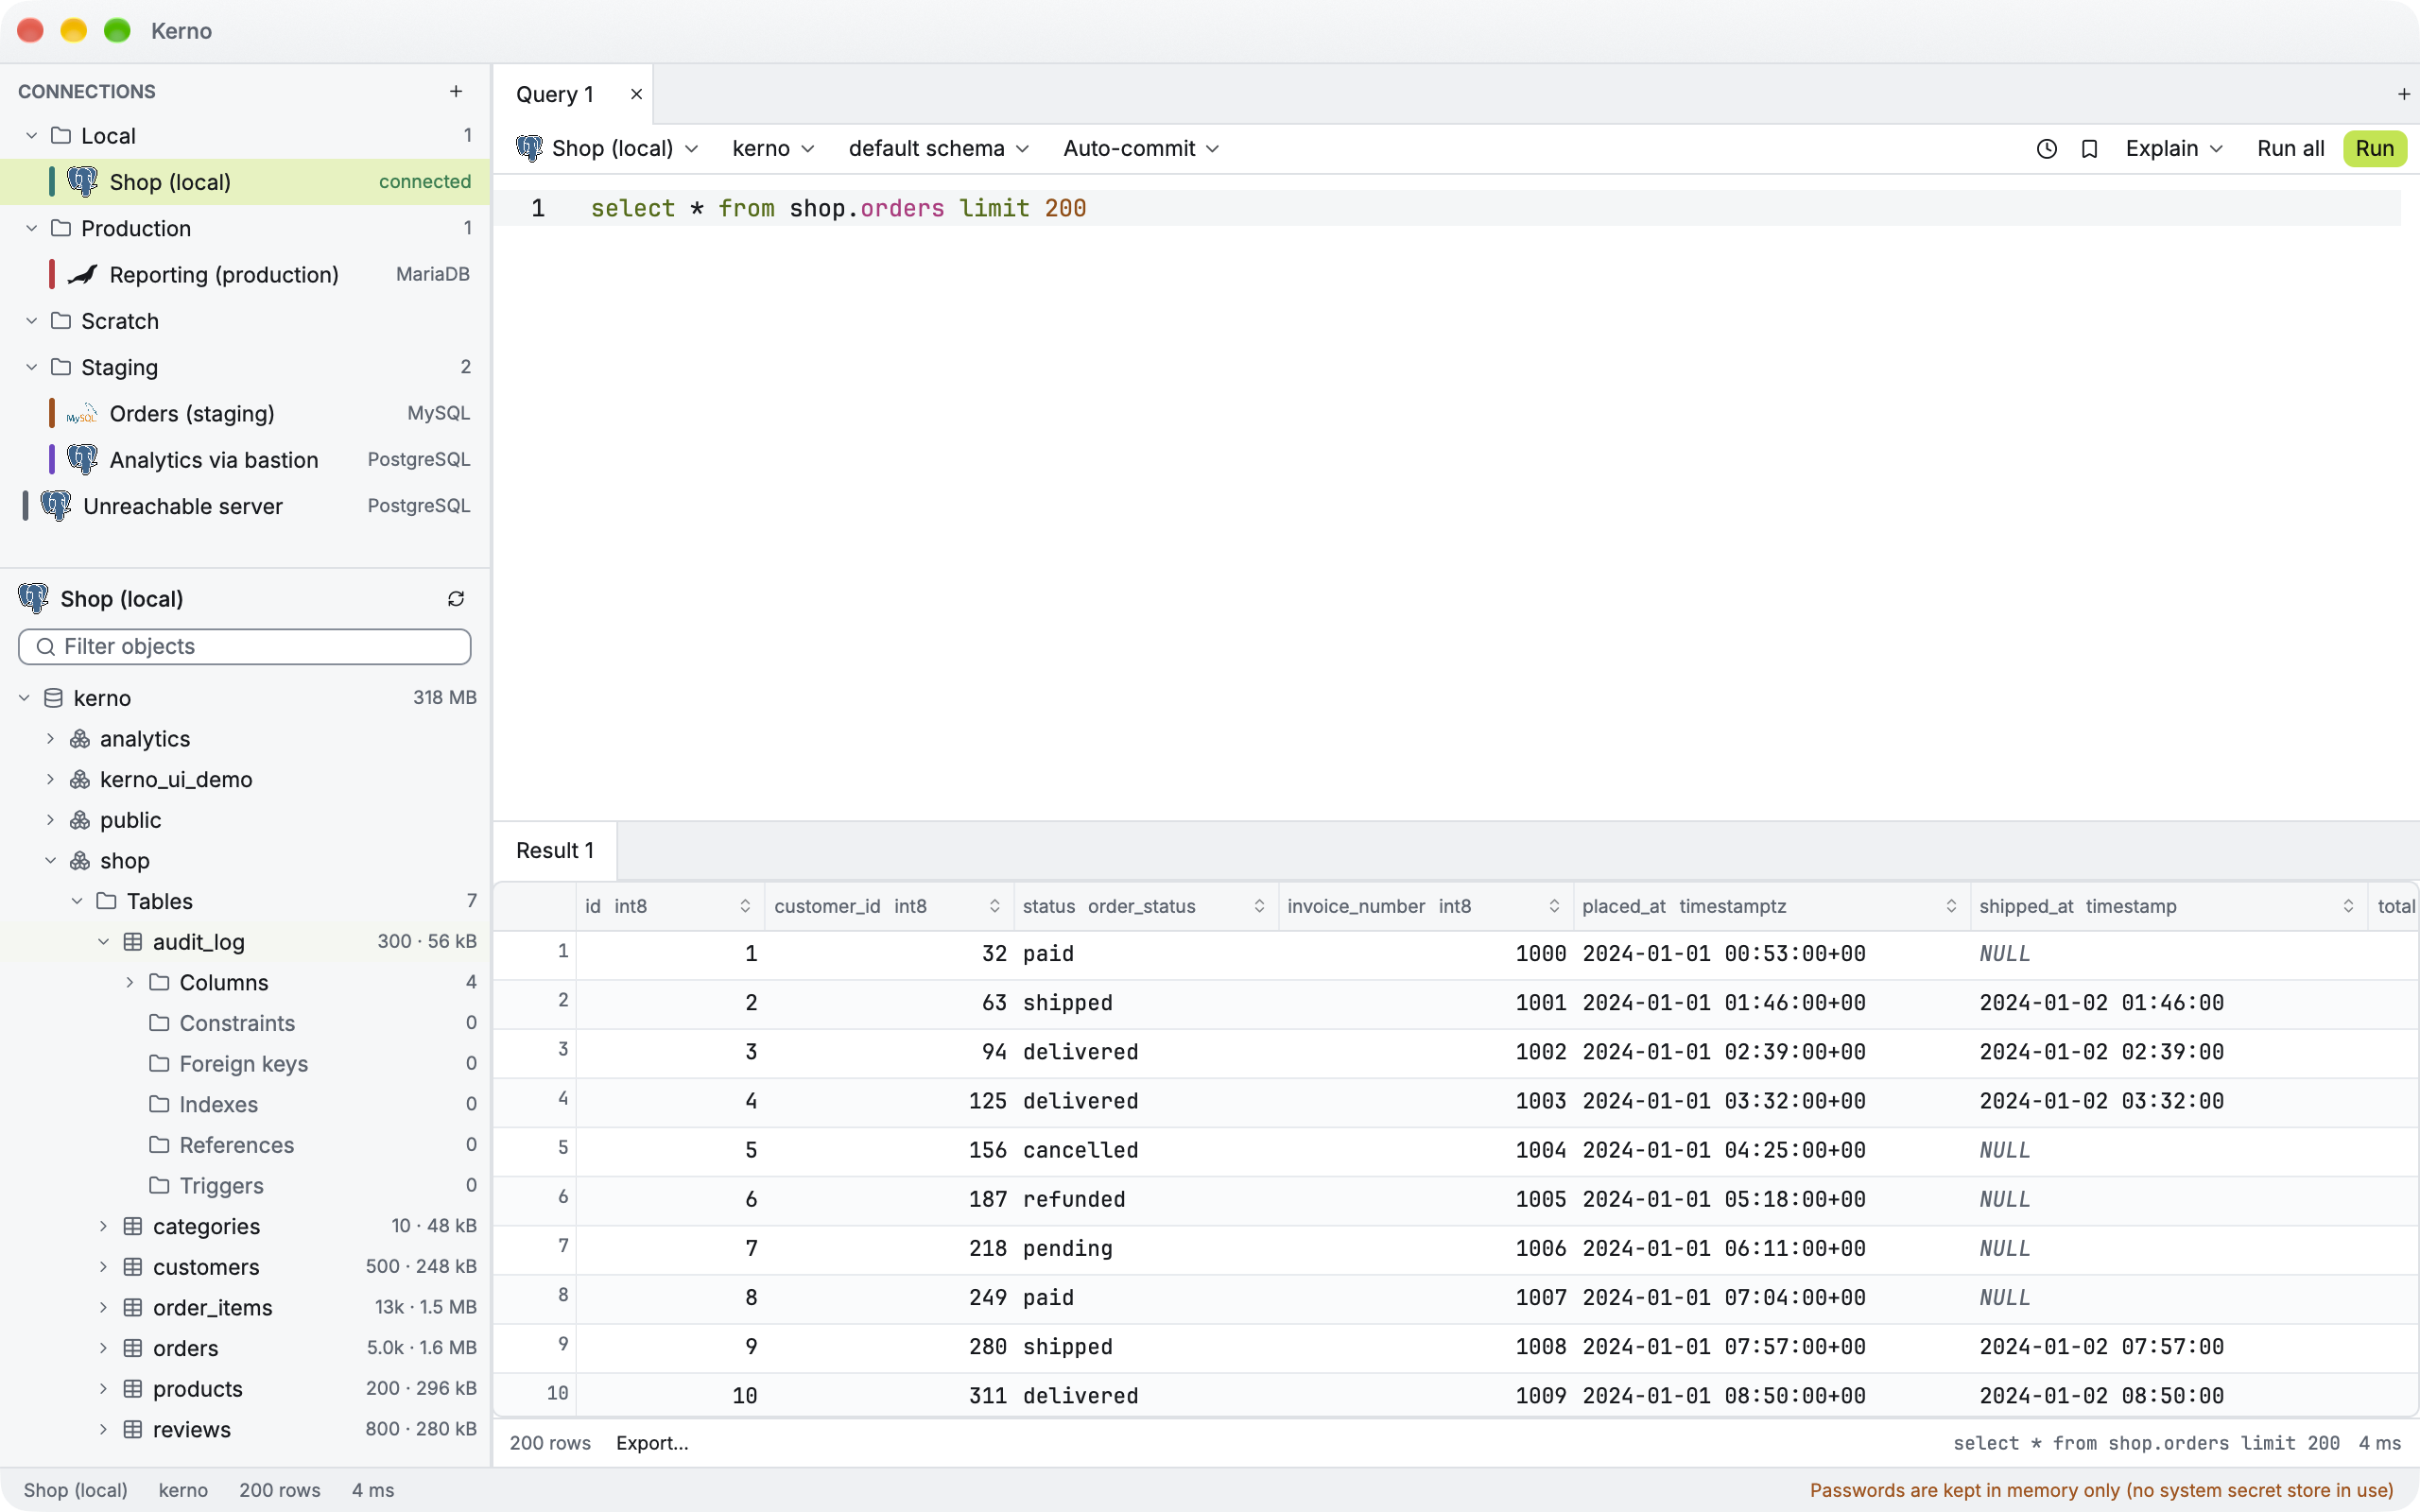 Kerno
CONNECTIONS
Local 1
Shop (local) connected
Production 1
Reporting (production) MariaDB
Scratch
Staging 2
MySQL Orders (staging) MySQL
Analytics via bastion PostgreSQL
Unreachable server PostgreSQL
Shop (local)
Filter objects
kerno 318 MB
analytics
kerno_ui_demo
public
shop
Tables 7
audit_log 300 · 56 kB
Columns 4
Constraints 0
Foreign keys 0
Indexes 0
References 0
Triggers 0
categories 10 · 48 kB
customers 500 · 248 kB
order_items 13k · 1.5 MB
orders 5.0k · 1.6 MB
products 200 · 296 kB
reviews 800 · 280 kB
Query 1
Shop (local) kerno default schema Auto-commit Explain Run all Run
1 select * from shop.orders limit 200
Result 1
id int8 customer_id int8 status order_status invoice_number int8 placed_at timestamptz shipped_at timestamp total
1 1 32 paid 1000 2024-01-01 00:53:00+00 NULL
2 2 63 shipped 1001 2024-01-01 01:46:00+00 2024-01-02 01:46:00
3 3 94 delivered 1002 2024-01-01 02:39:00+00 2024-01-02 02:39:00
4 4 125 delivered 1003 2024-01-01 03:32:00+00 2024-01-02 03:32:00
5 5 156 cancelled 1004 2024-01-01 04:25:00+00 NULL
6 6 187 refunded 1005 2024-01-01 05:18:00+00 NULL
7 7 218 pending 1006 2024-01-01 06:11:00+00 NULL
8 8 249 paid 1007 2024-01-01 07:04:00+00 NULL
9 9 280 shipped 1008 2024-01-01 07:57:00+00 2024-01-02 07:57:00
10 10 311 delivered 1009 2024-01-01 08:50:00+00 2024-01-02 08:50:00
200 rows Export... select * from shop.orders limit 200 4 ms
Shop (local) kerno 200 rows 4 ms Passwords are kept in memory only (no system secret store in use)